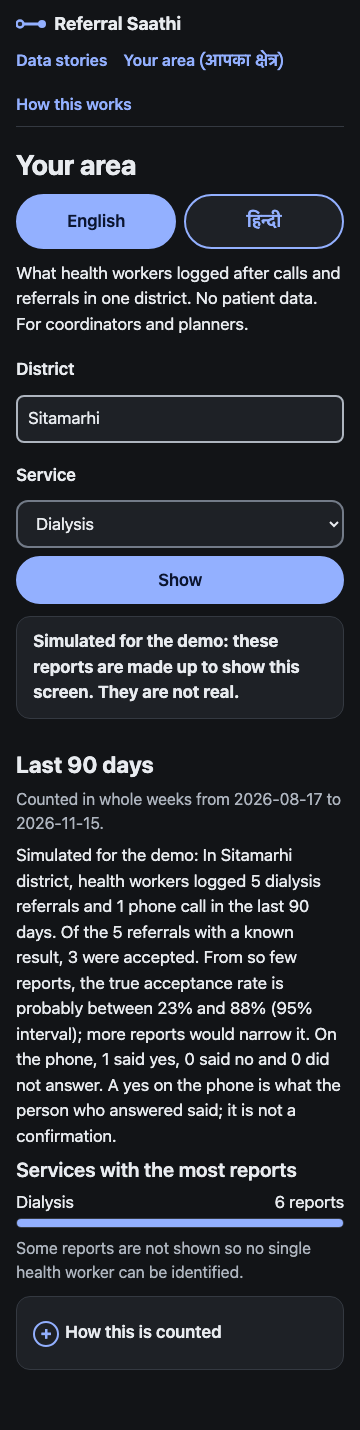 Referral Saathi
Data stories Your area (आपका क्षेत्र)
How this works
Your area
English हिन्दी
What health workers logged after calls and
referrals in one district. No patient data.
For coordinators and planners.
District
Sitamarhi
Service
Dialysis
Show
Simulated for the demo: these
reports are made up to show this
screen. They are not real.
Last 90 days
Counted in whole weeks from 2026-08-17 to
2026-11-15.
Simulated for the demo: In Sitamarhi
district, health workers logged 5 dialysis
referrals and 1 phone call in the last 90
days. Of the 5 referrals with a known
result, 3 were accepted. From so few
reports, the true acceptance rate is
probably between 23% and 88% (95%
interval); more reports would narrow it. On
the phone, 1 said yes, 0 said no and 0 did
not answer. A yes on the phone is what the
person who answered said; it is not a
confirmation.
Services with the most reports
Dialysis 6 reports
Some reports are not shown so no single
health worker can be identified.
How this is counted